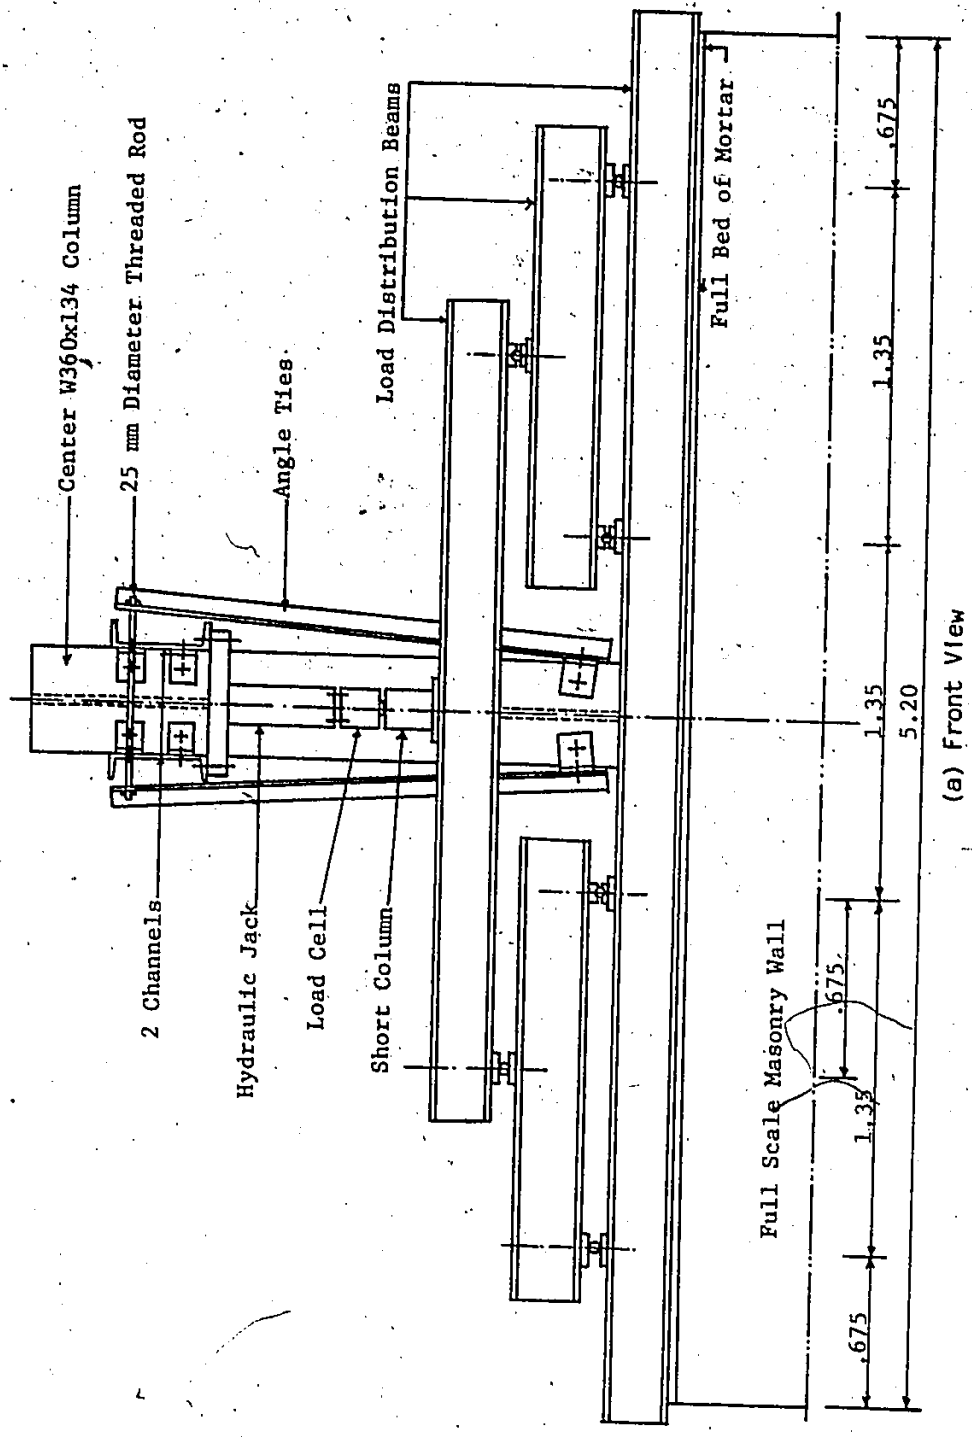 Center W360x134 Column
25 mm Diameter Threaded Rod
Angle Ties
Load Distribution Beams
2 Channels
Hydraulic Jack
Load Cell
Short Column
Full Bed of Mortar
Full Scale Masonry Wall
.675
.675
1.35
1.35
1.35
.675
5.20
(a) Front View